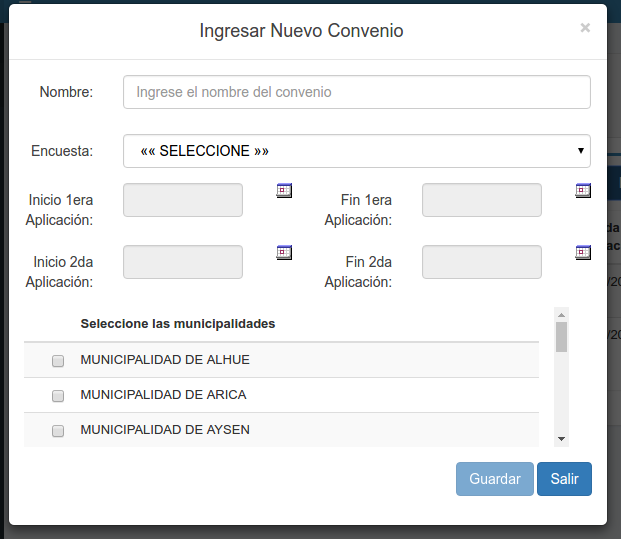 Ingresar Nuevo Convenio
×
Nombre: Ingrese el nombre del convenio
Encuesta: «« SELECCIONE »»
Inicio 1era Aplicación:
Fin 1era Aplicación:
Inicio 2da Aplicación:
Fin 2da Aplicación:
Seleccione las municipalidades
MUNICIPALIDAD DE ALHUE
MUNICIPALIDAD DE ARICA
MUNICIPALIDAD DE AYSEN
Guardar Salir